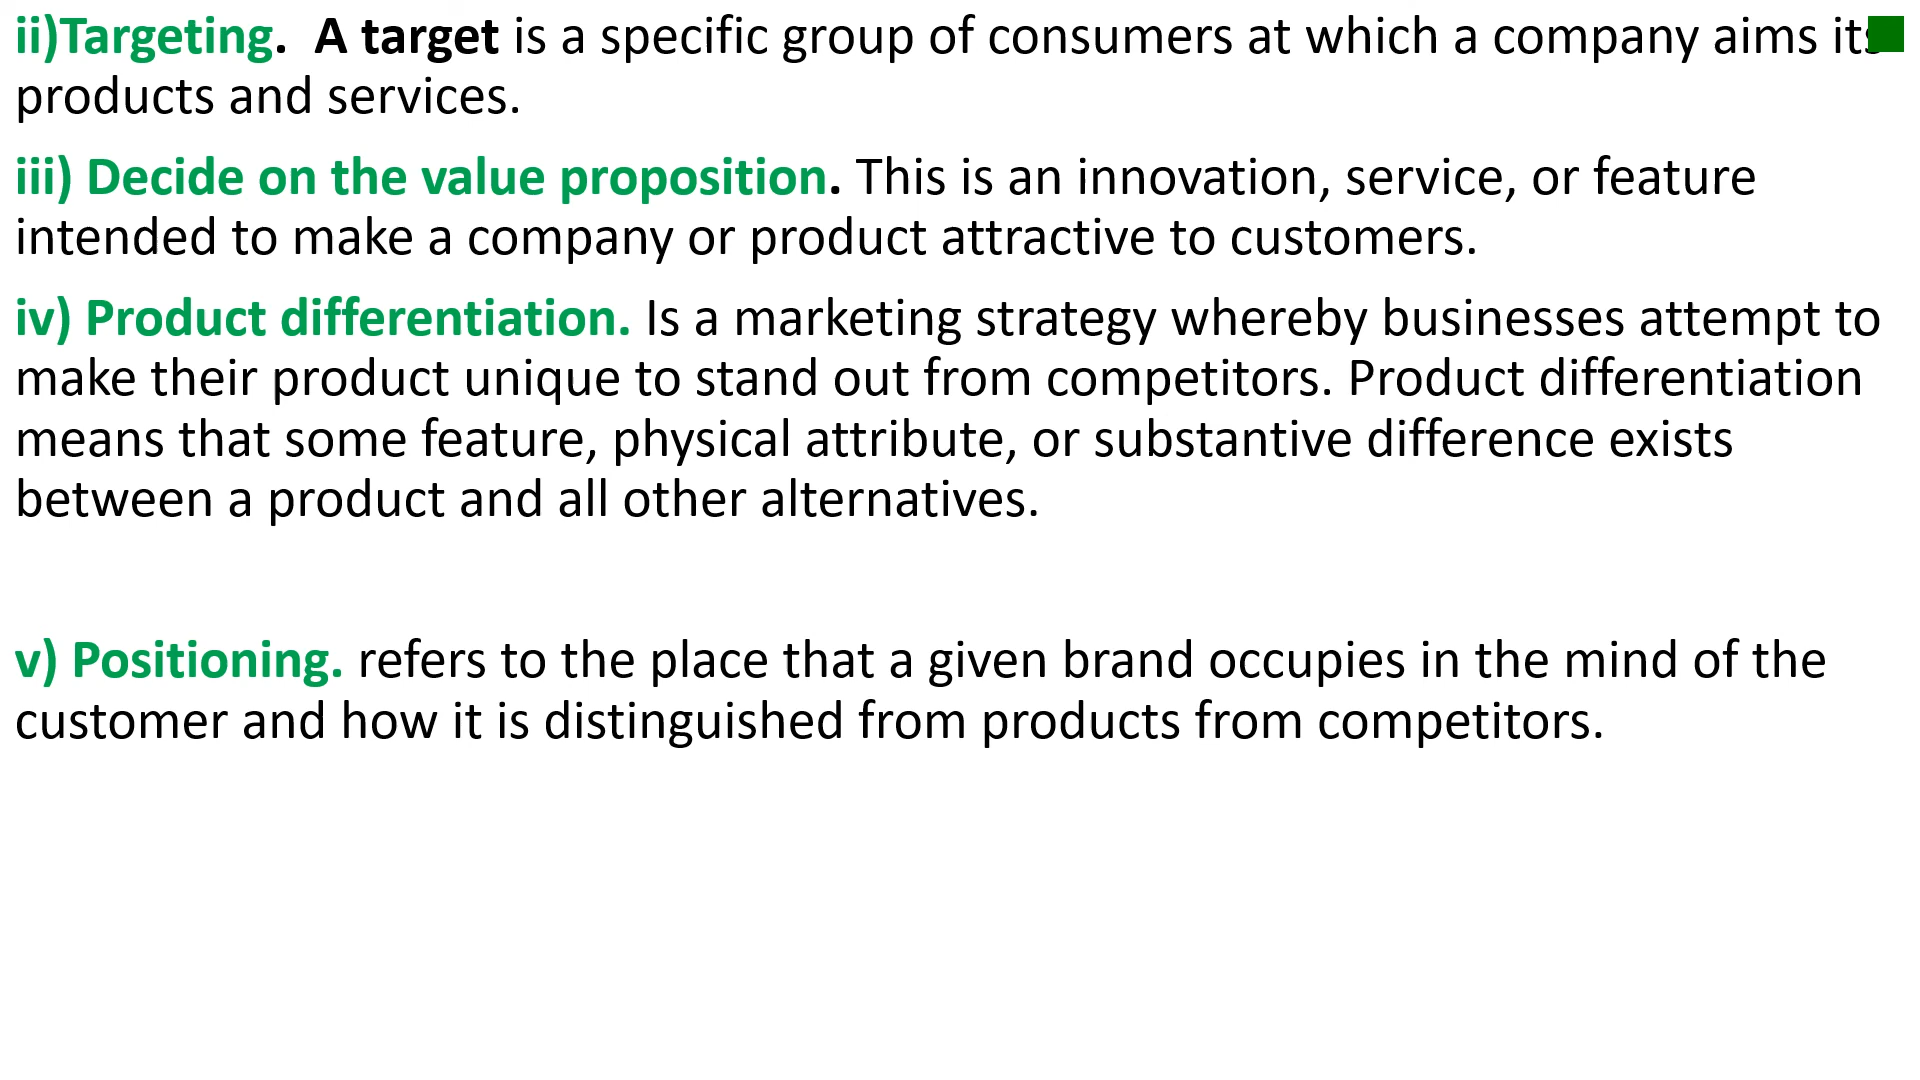 ii)Targeting.  A target is a specific group of consumers at which a company aims its
products and services.
iii) Decide on the value proposition. This is an innovation, service, or feature
intended to make a company or product attractive to customers.
iv) Product differentiation. Is a marketing strategy whereby businesses attempt to
make their product unique to stand out from competitors. Product differentiation
means that some feature, physical attribute, or substantive difference exists
between a product and all other alternatives.
v) Positioning. refers to the place that a given brand occupies in the mind of the
customer and how it is distinguished from products from competitors.